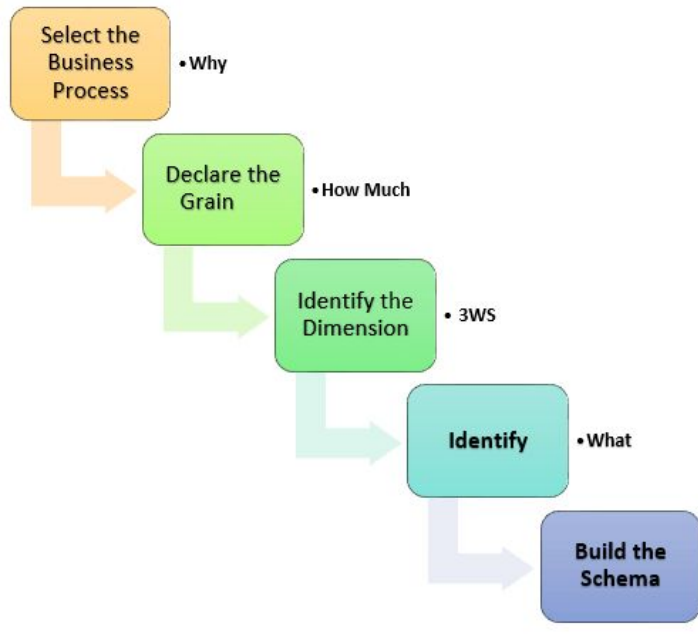 Select the
Business
Process
• Why
Declare the
Grain
• How Much
Identify the
Dimension
• 3WS
Identify
• What
Build the
Schema